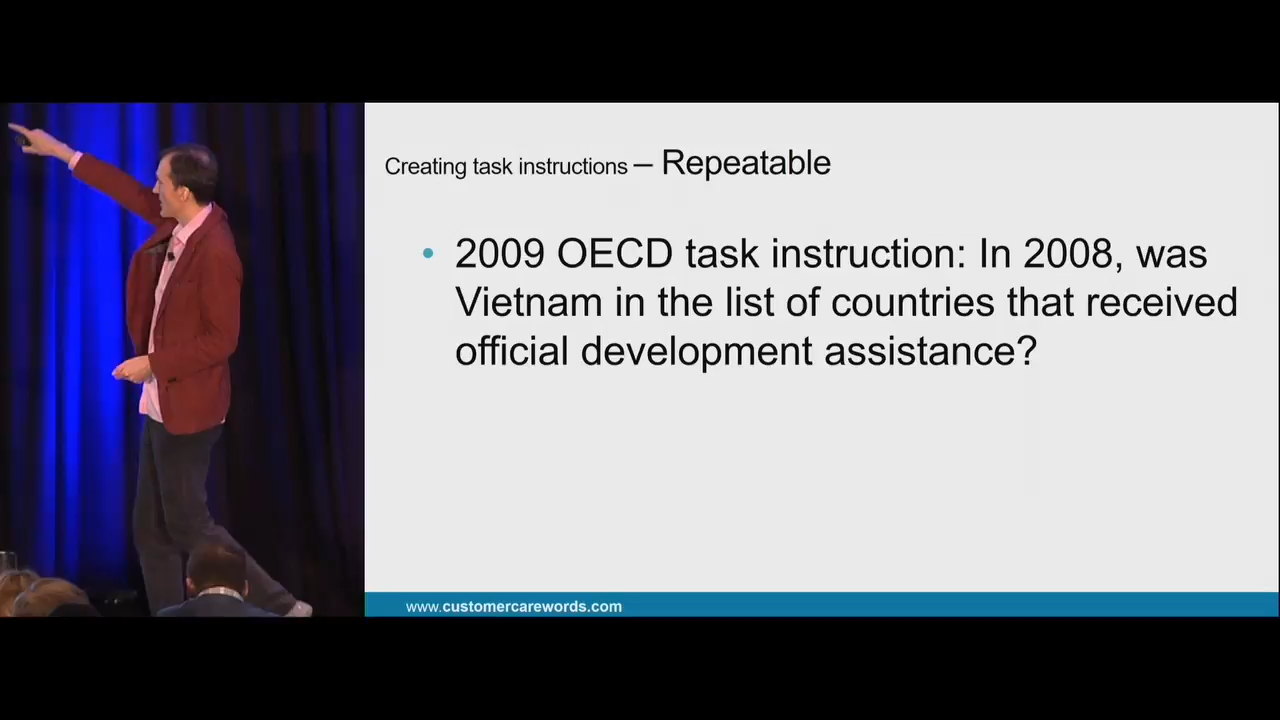 Creating task instructions – Repeatable
• 2009 OECD task instruction: In 2008, was
Vietnam in the list of countries that received
official development assistance?
www.customercarewords.com